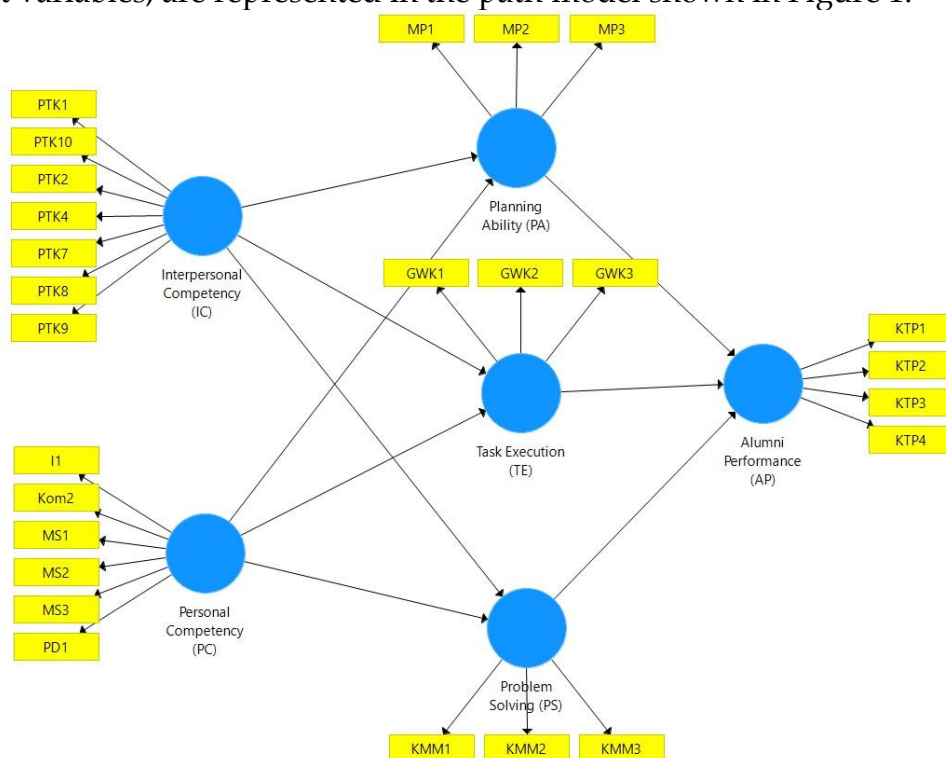 t variables, are represented in the path model shown in Figure 1.
MP1
MP2
MP3
PTK1
PTK10
PTK2
PTK4
PTK7
PTK8
PTK9
Interpersonal
Competency
(IC)
Planning
Ability (PA)
GWK1
GWK2
GWK3
Task Execution
(TE)
KTP1
KTP2
KTP3
KTP4
Alumni
Performance
(AP)
I1
Kom2
MS1
MS2
MS3
PD1
Personal
Competency
(PC)
Problem
Solving (PS)
KMM1
KMM2
KMM3